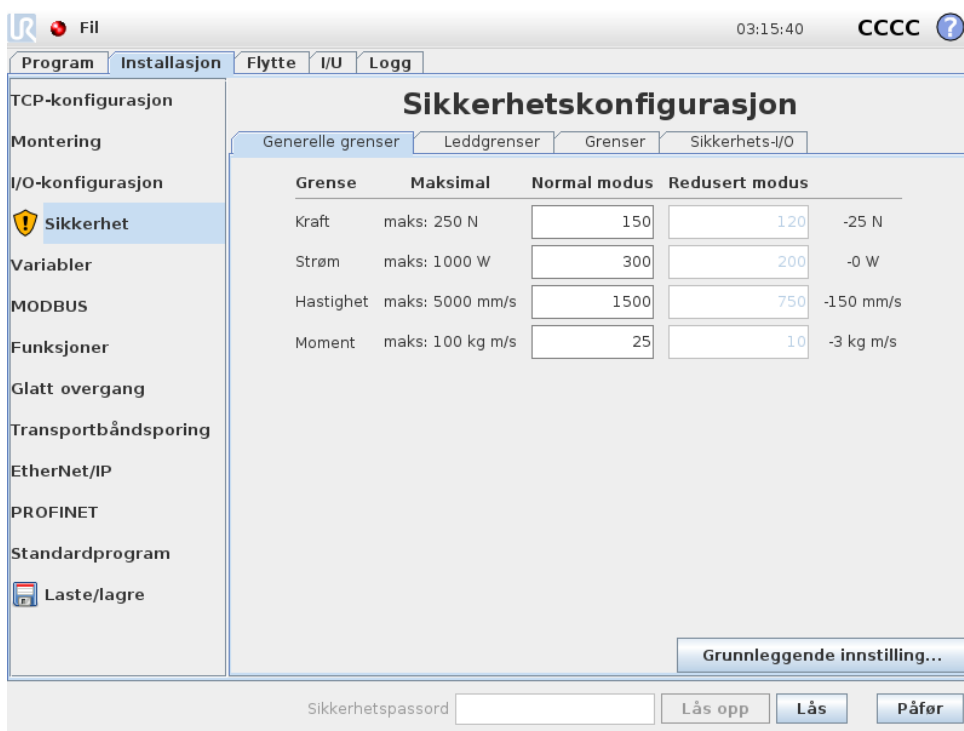 UR Fil 03:15:40 CCCC ?
Program Installasjon Flytte I/U Logg
TCP-konfigurasjon
Montering
I/O-konfigurasjon
Sikkerhet
Variabler
MODBUS
Funksjoner
Glatt overgang
Transportbåndsporing
EtherNet/IP
PROFINET
Standardprogram
Laste/lagre
Sikkerhetskonfigurasjon
Generelle grenser Leddgrenser Grenser Sikkerhets-I/O
Grense Maksimal Normal modus Redusert modus
Kraft maks: 250 N 150 120 -25 N
Strøm maks: 1000 W 300 200 -0 W
Hastighet maks: 5000 mm/s 1500 750 -150 mm/s
Moment maks: 100 kg m/s 25 10 -3 kg m/s
Grunnleggende innstilling...
Sikkerhetspassord Lås opp Lås Påfør